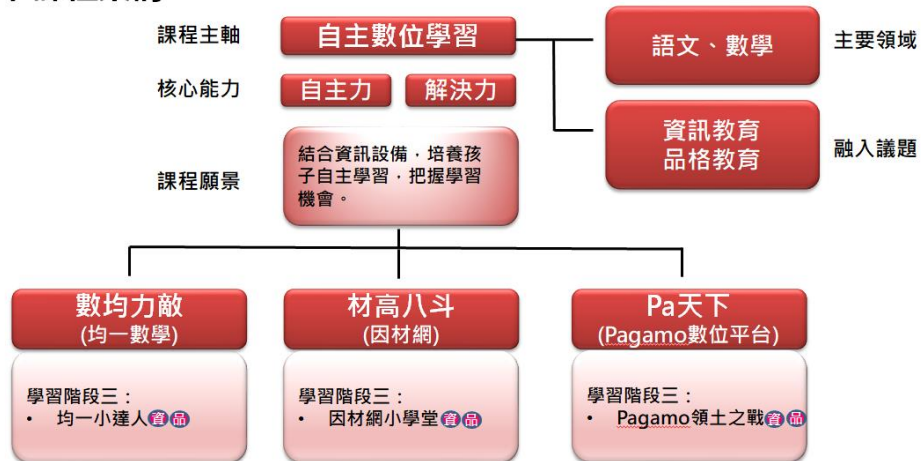 課程主軸
自主數位學習
語文、數學
主要領域
核心能力
自主力
解決力
資訊教育
品格教育
融入議題
課程願景
結合資訊設備，培養孩
子自主學習，把握學習
機會。
數均力敵
(均一數學)
材高八斗
(因材網)
Pa天下
(Pagamo數位平台)
學習階段三：
• 均一小達人資品
學習階段三：
• 因材網小學堂資品
學習階段三：
• Pagamo領土之戰資品